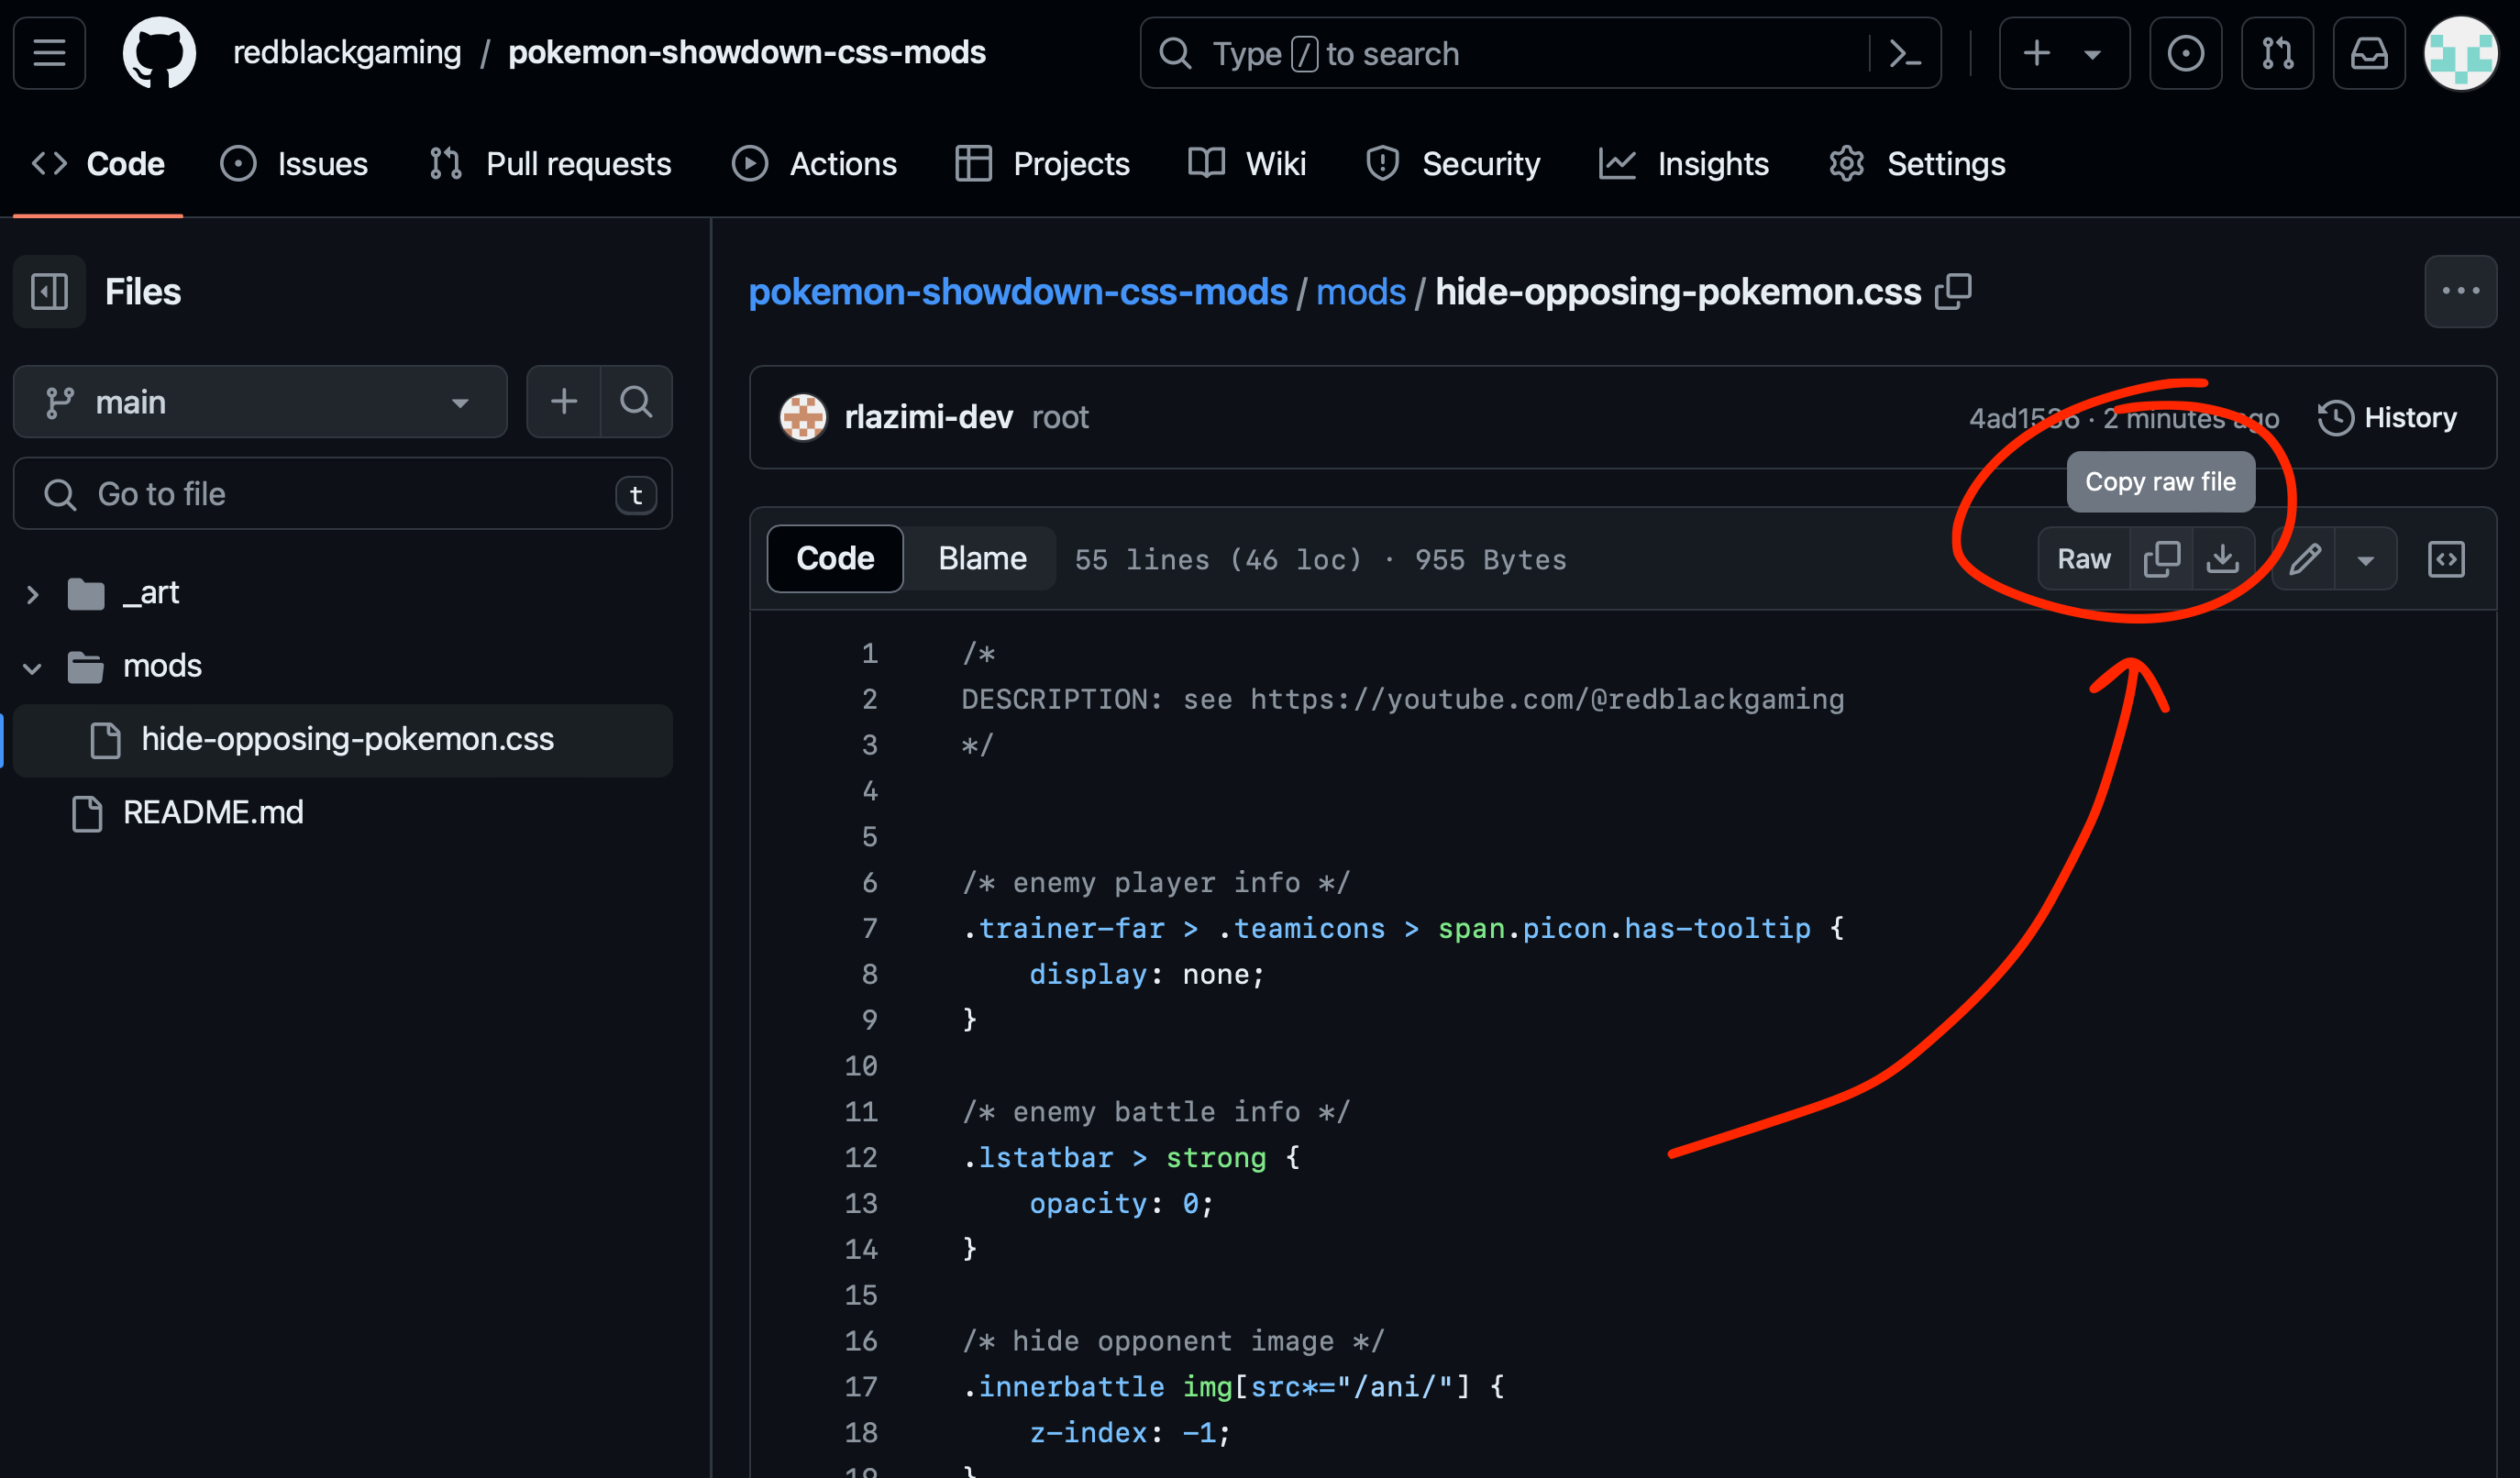 redblackgaming / pokemon-showdown-css-mods
Type / to search
Code Issues Pull requests Actions Projects Wiki Security Insights Settings
Files
main
Go to file t
_art
mods
hide-opposing-pokemon.css
README.md
pokemon-showdown-css-mods / mods / hide-opposing-pokemon.css
rlazimi-dev root 4ad1536 · 2 minutes ago History
Copy raw file
Code Blame 55 lines (46 loc) · 955 Bytes Raw
1 /*
2 DESCRIPTION: see https://youtube.com/@redblackgaming
3 */
4
5
6 /* enemy player info */
7 .trainer-far > .teamicons > span.picon.has-tooltip {
8 display: none;
9 }
10
11 /* enemy battle info */
12 .lstatbar > strong {
13 opacity: 0;
14 }
15
16 /* hide opponent image */
17 .innerbattle img[src*="/ani/"] {
18 z-index: -1;
19 }